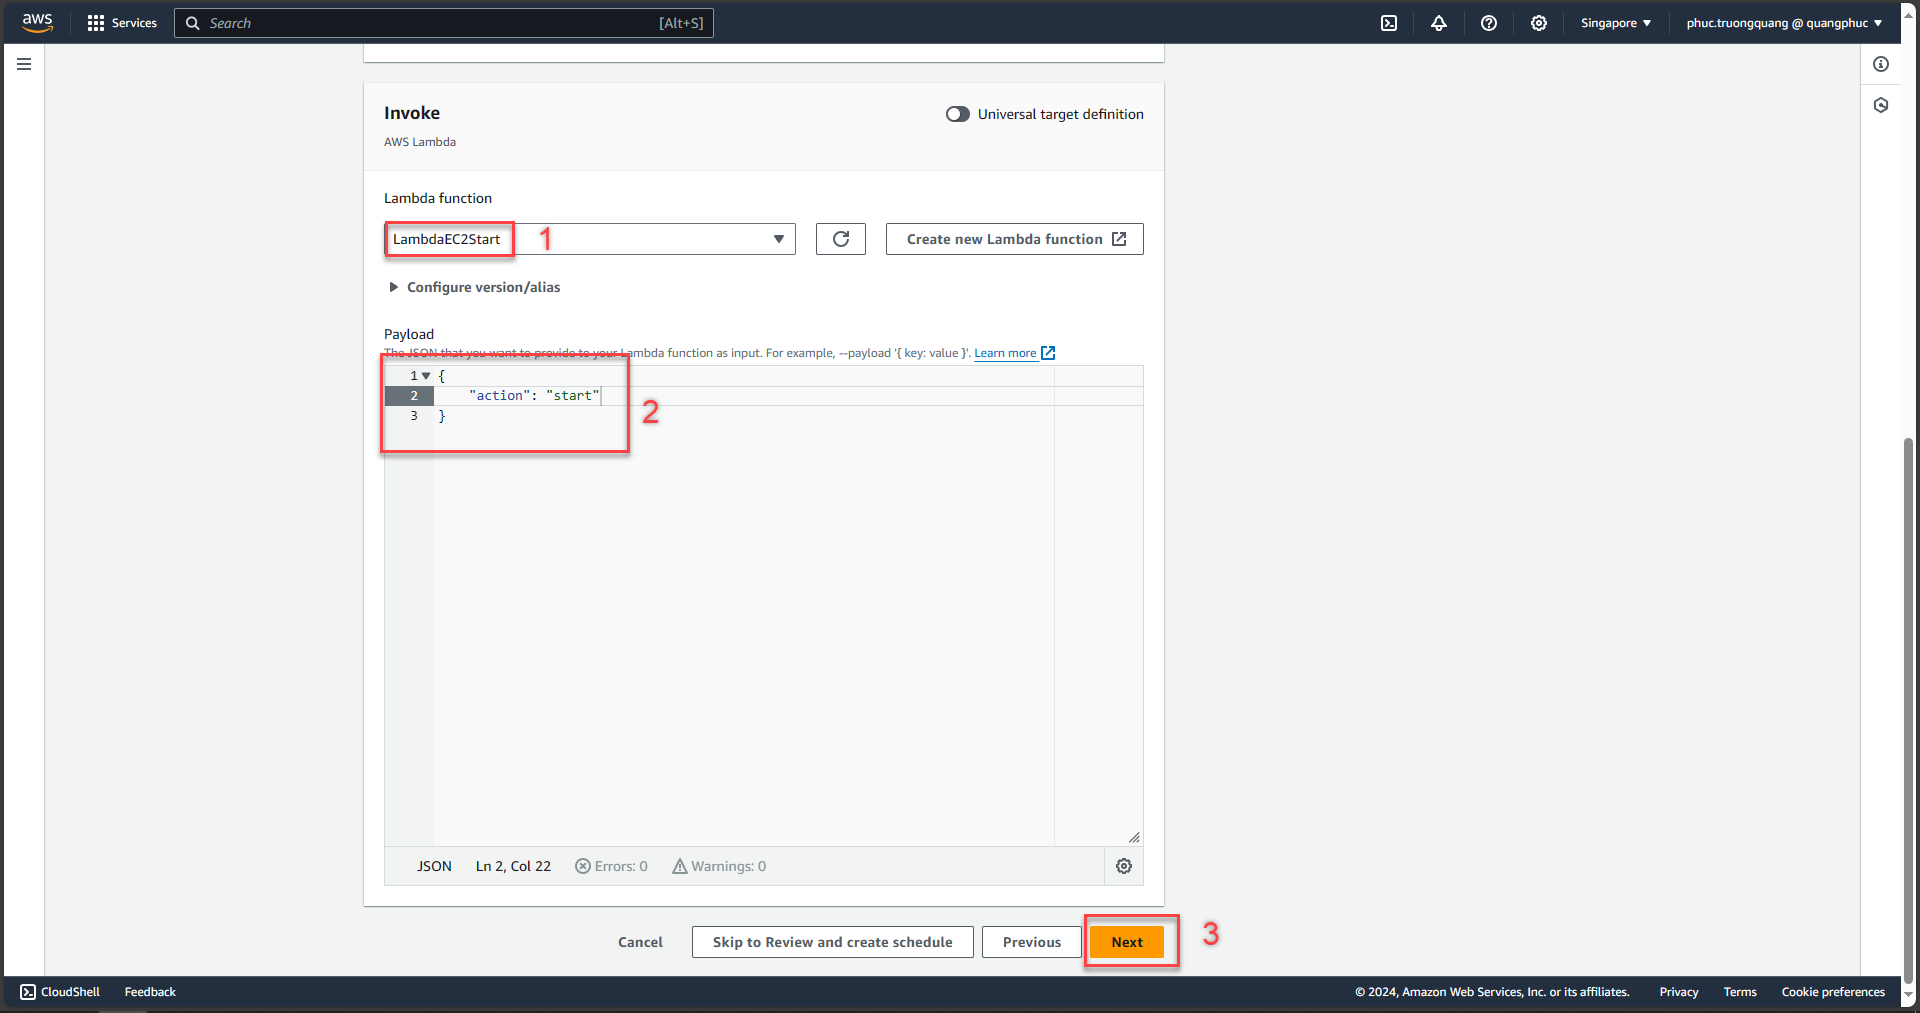 aws
Services
Search
[Alt+S]
Singapore
phuc.truongquang @ quangphuc
Invoke
Universal target definition
AWS Lambda
Lambda function
LambdaEC2Start
1
Create new Lambda function
Configure version/alias
Payload
The JSON that you want to provide to your Lambda function as input. For example, --payload '{ key: value }'. Learn more
1 {
2 "action": "start"
3 }
2
JSON Ln 2, Col 22 Errors: 0 Warnings: 0
Cancel
Skip to Review and create schedule
Previous
Next
3
CloudShell
Feedback
© 2024, Amazon Web Services, Inc. or its affiliates.
Privacy
Terms
Cookie preferences